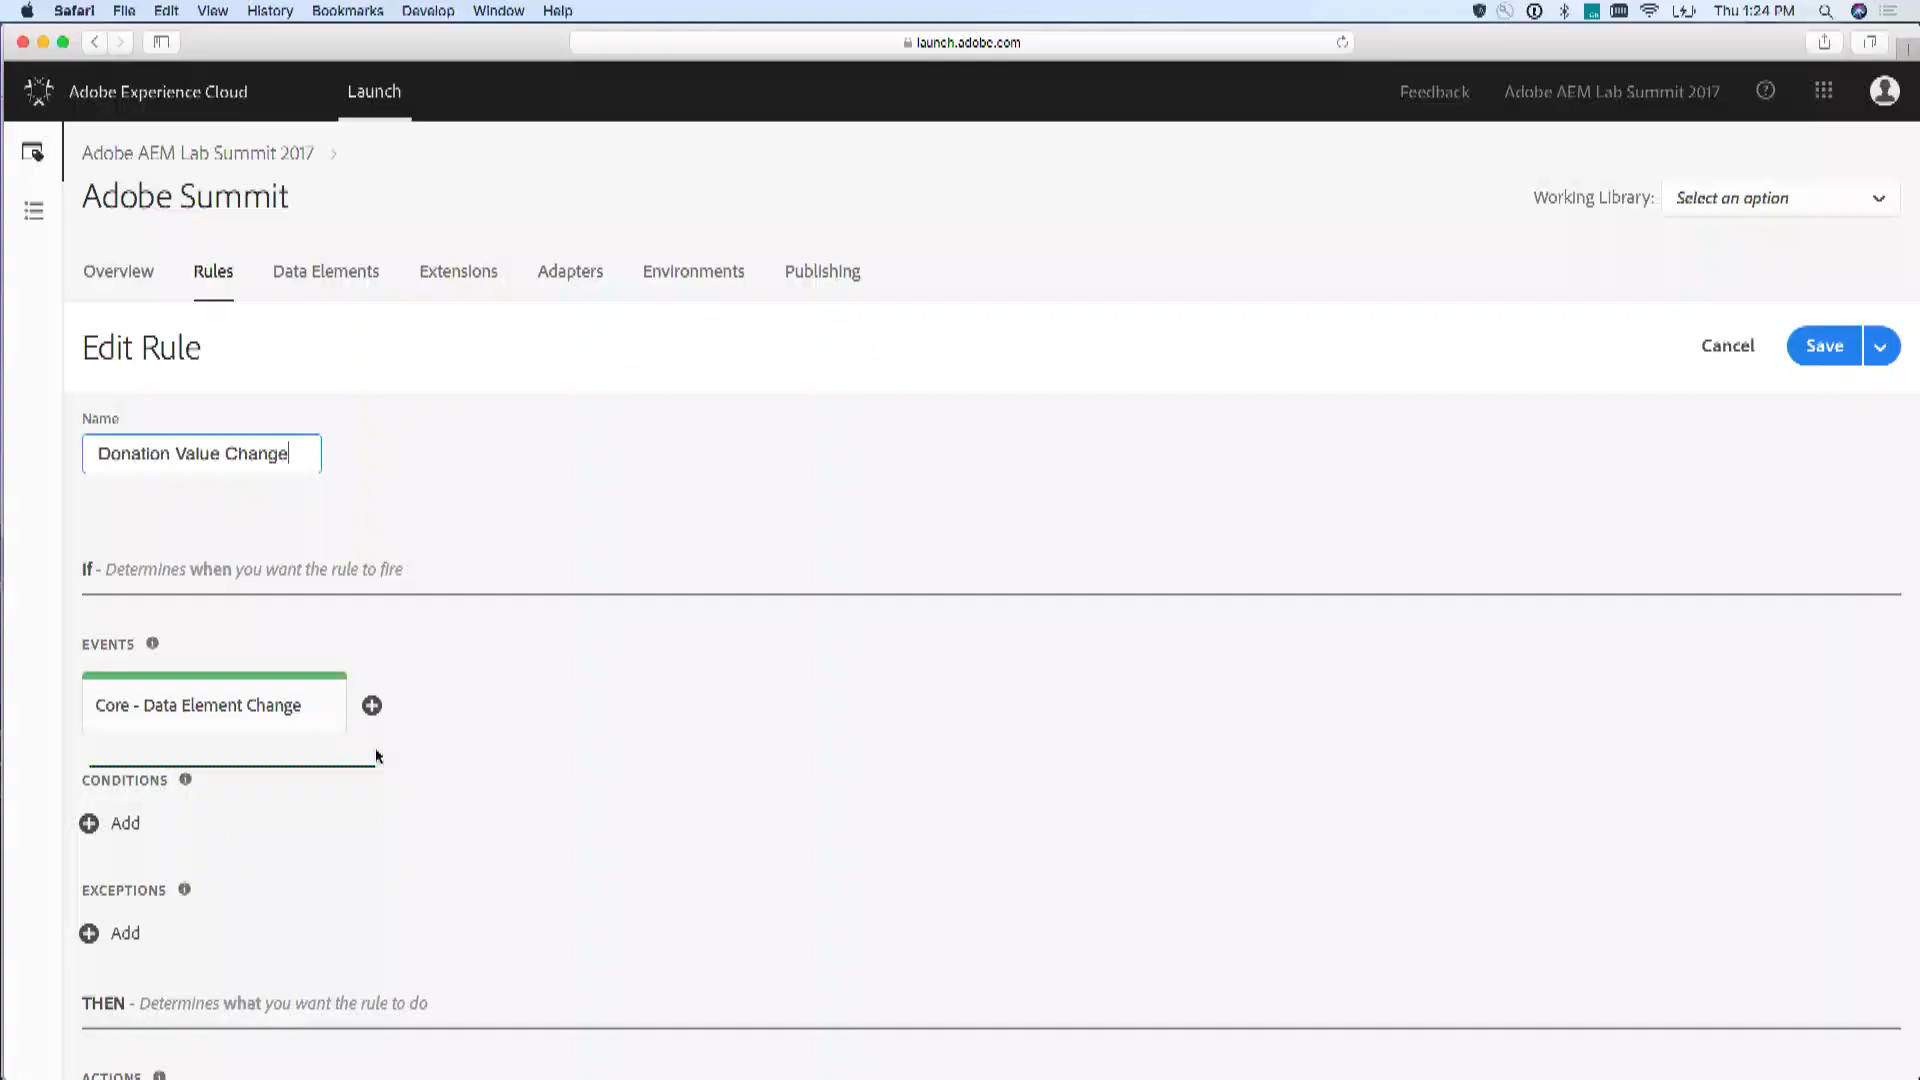 Safari File Edit View History Bookmarks Develop Window Help Thu 1:24 PM
launch.adobe.com
Adobe Experience Cloud Launch Feedback Adobe AEM Lab Summit 2017
Adobe AEM Lab Summit 2017 >
Adobe Summit
Working Library: Select an option
Overview Rules Data Elements Extensions Adapters Environments Publishing
Edit Rule
Cancel Save
Name
Donation Value Change
If - Determines when you want the rule to fire
EVENTS
Core - Data Element Change
CONDITIONS
Add
EXCEPTIONS
Add
THEN - Determines what you want the rule to do
ACTIONS